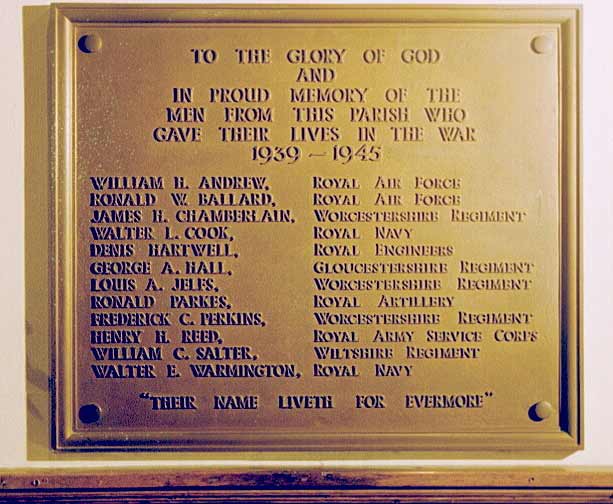 TO THE GLORY OF GOD
AND
IN PROUD MEMORY OF THE
MEN FROM THIS PARISH WHO
GAVE THEIR LIVES IN THE WAR
1939 – 1945
WILLIAM H. ANDREW, ROYAL AIR FORCE
RONALD W. BALLARD, ROYAL AIR FORCE
JAMES H. CHAMBERLAIN, WORCESTERSHIRE REGIMENT
WALTER L. COOK, ROYAL NAVY
DENIS HARTWELL, ROYAL ENGINEERS
GEORGE A. HALL, GLOUCESTERSHIRE REGIMENT
LOUIS A. JELFS, WORCESTERSHIRE REGIMENT
RONALD PARKES, ROYAL ARTILLERY
FREDERICK C. PERKINS, WORCESTERSHIRE REGIMENT
HENRY H. REED, ROYAL ARMY SERVICE CORPS
WILLIAM C. SALTER, WILTSHIRE REGIMENT
WALTER E. WARMINGTON, ROYAL NAVY
"THEIR NAME LIVETH FOR EVERMORE"